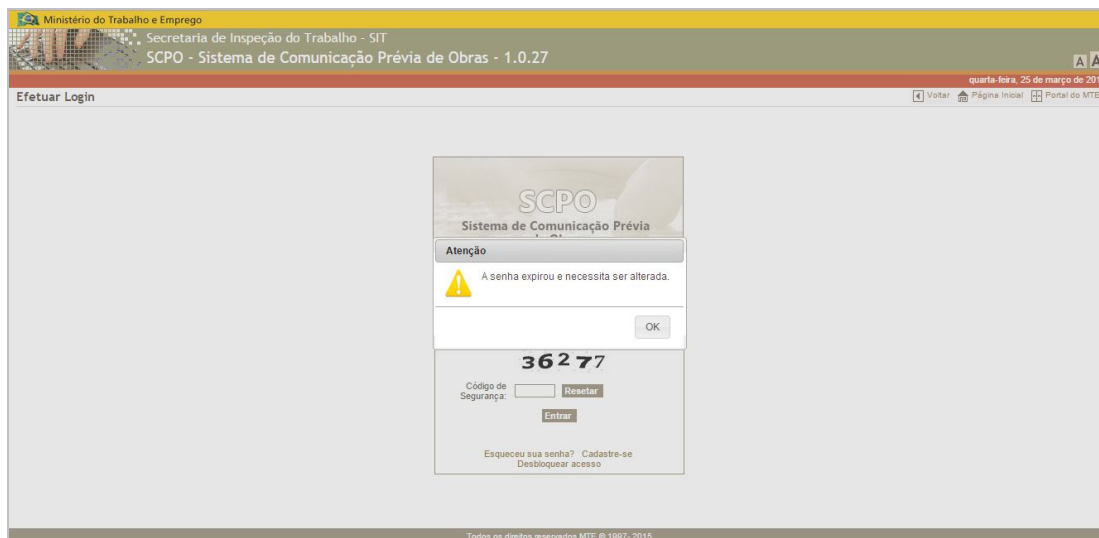 Ministério do Trabalho e Emprego
Secretaria de Inspeção do Trabalho - SIT
SCPO - Sistema de Comunicação Prévia de Obras - 1.0.27
A A
quarta-feira, 25 de março de 201
Efetuar Login
Voltar Página Inicial Portal do MTE
SCPO
Sistema de Comunicação Prévia
Atenção
A senha expirou e necessita ser alterada.
OK
36277
Código de
Segurança:
Resetar
Entrar
Esqueceu sua senha? Cadastre-se
Desbloquear acesso
Todos os direitos reservados MTE © 1997- 2015